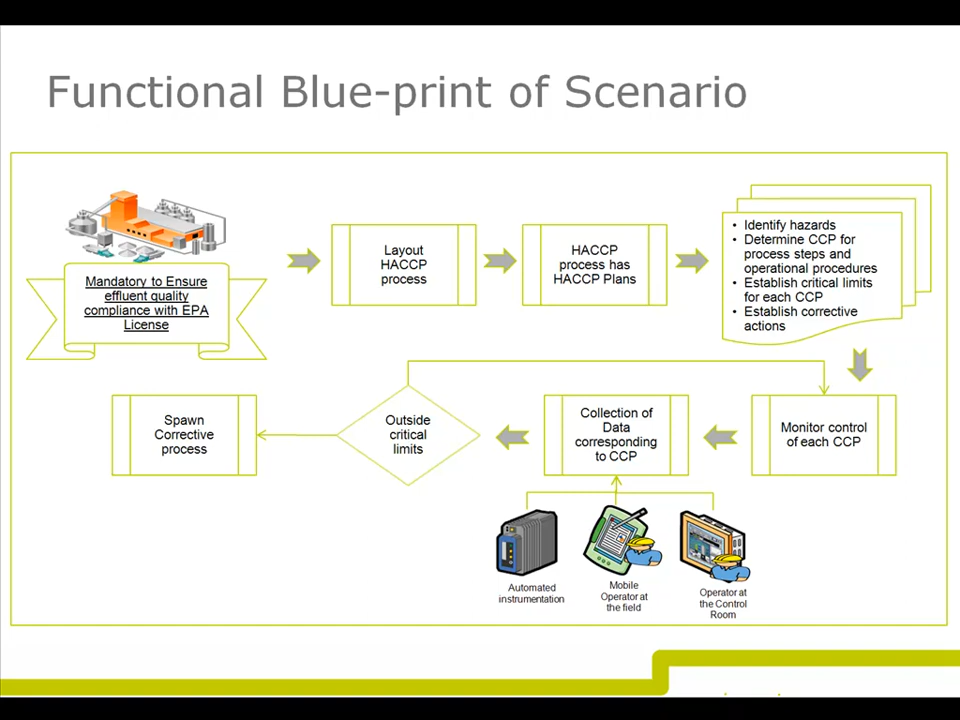 Functional Blue-print of Scenario
Mandatory to Ensure
effluent quality
compliance with EPA
License
Layout
HACCP
process
HACCP
process has
HACCP Plans
• Identify hazards
• Determine CCP for
process steps and
operational procedures
• Establish critical limits
for each CCP
• Establish corrective
actions
Spawn
Corrective
process
Outside
critical
limits
Collection of
Data
corresponding
to CCP
Monitor control
of each CCP
Automated
instrumentation
Mobile
Operator at
the field
Operator at
the Control
Room